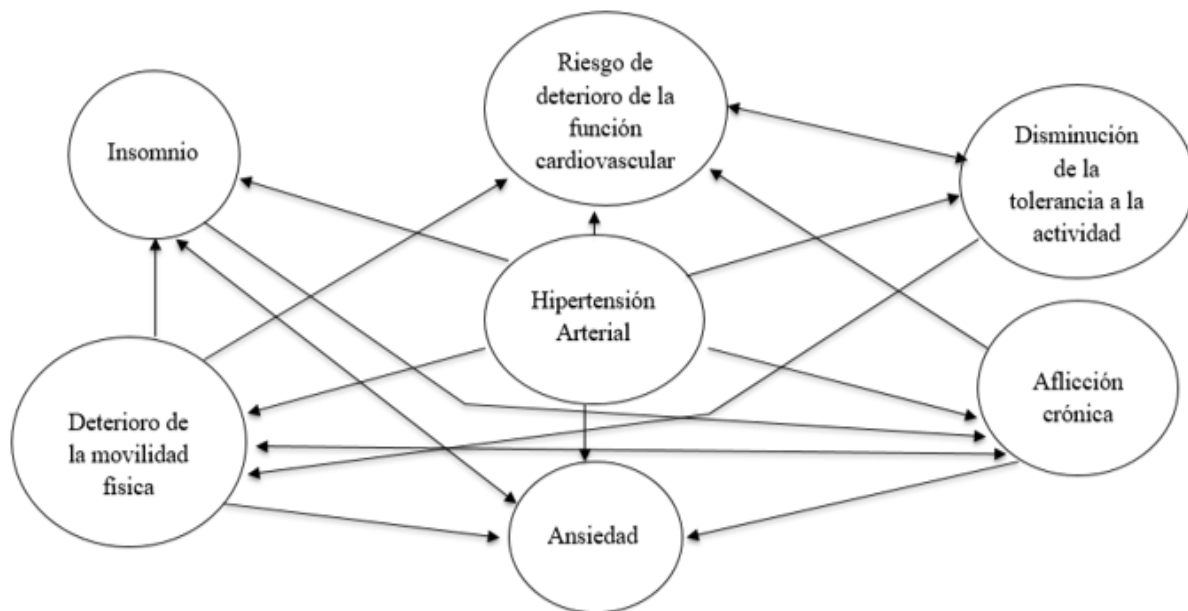 Riesgo de
deterioro de la
función
cardiovascular
Insomnio
Disminución
de la
tolerancia a la
actividad
Hipertensión
Arterial
Aflicción
crónica
Deterioro de
la movilidad
física
Ansiedad